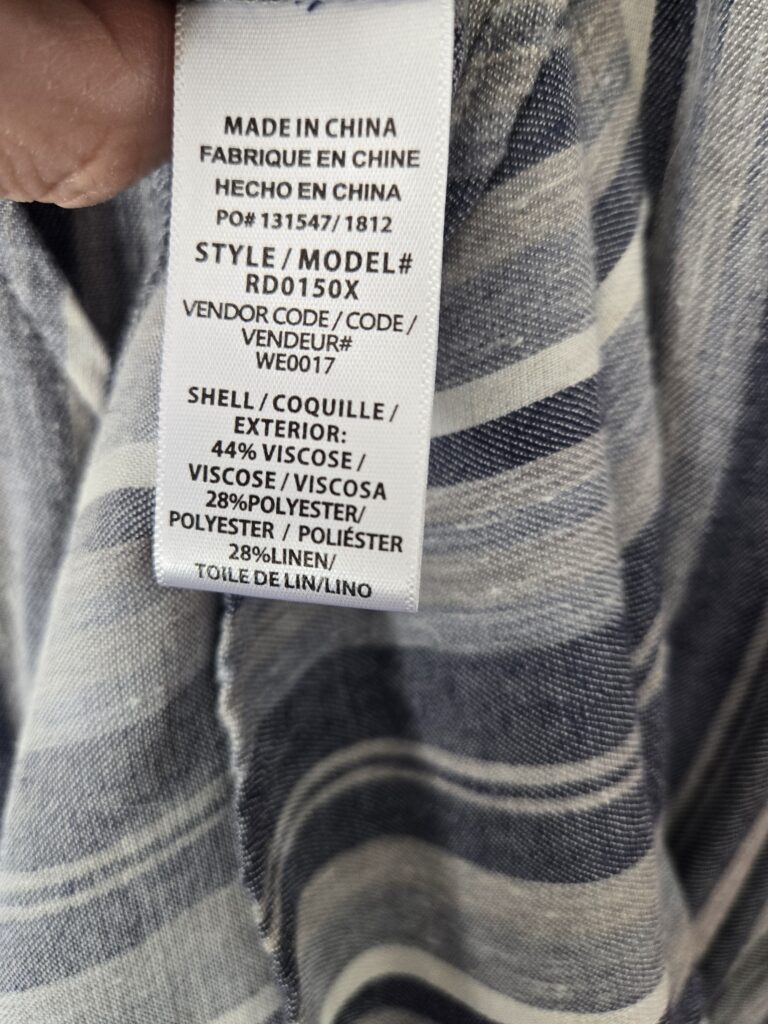 MADE IN CHINA
FABRIQUE EN CHINE
HECHO EN CHINA
PO# 131547/ 1812
STYLE / MODEL#
RD0150X
VENDOR CODE / CODE /
VENDEUR#
WE0017
SHELL / COQUILLE /
EXTERIOR:
44% VISCOSE /
VISCOSE / VISCOSA
28%POLYESTER/
POLYESTER / POLIÉSTER
28%LINEN/
TOILE DE LIN/LINO